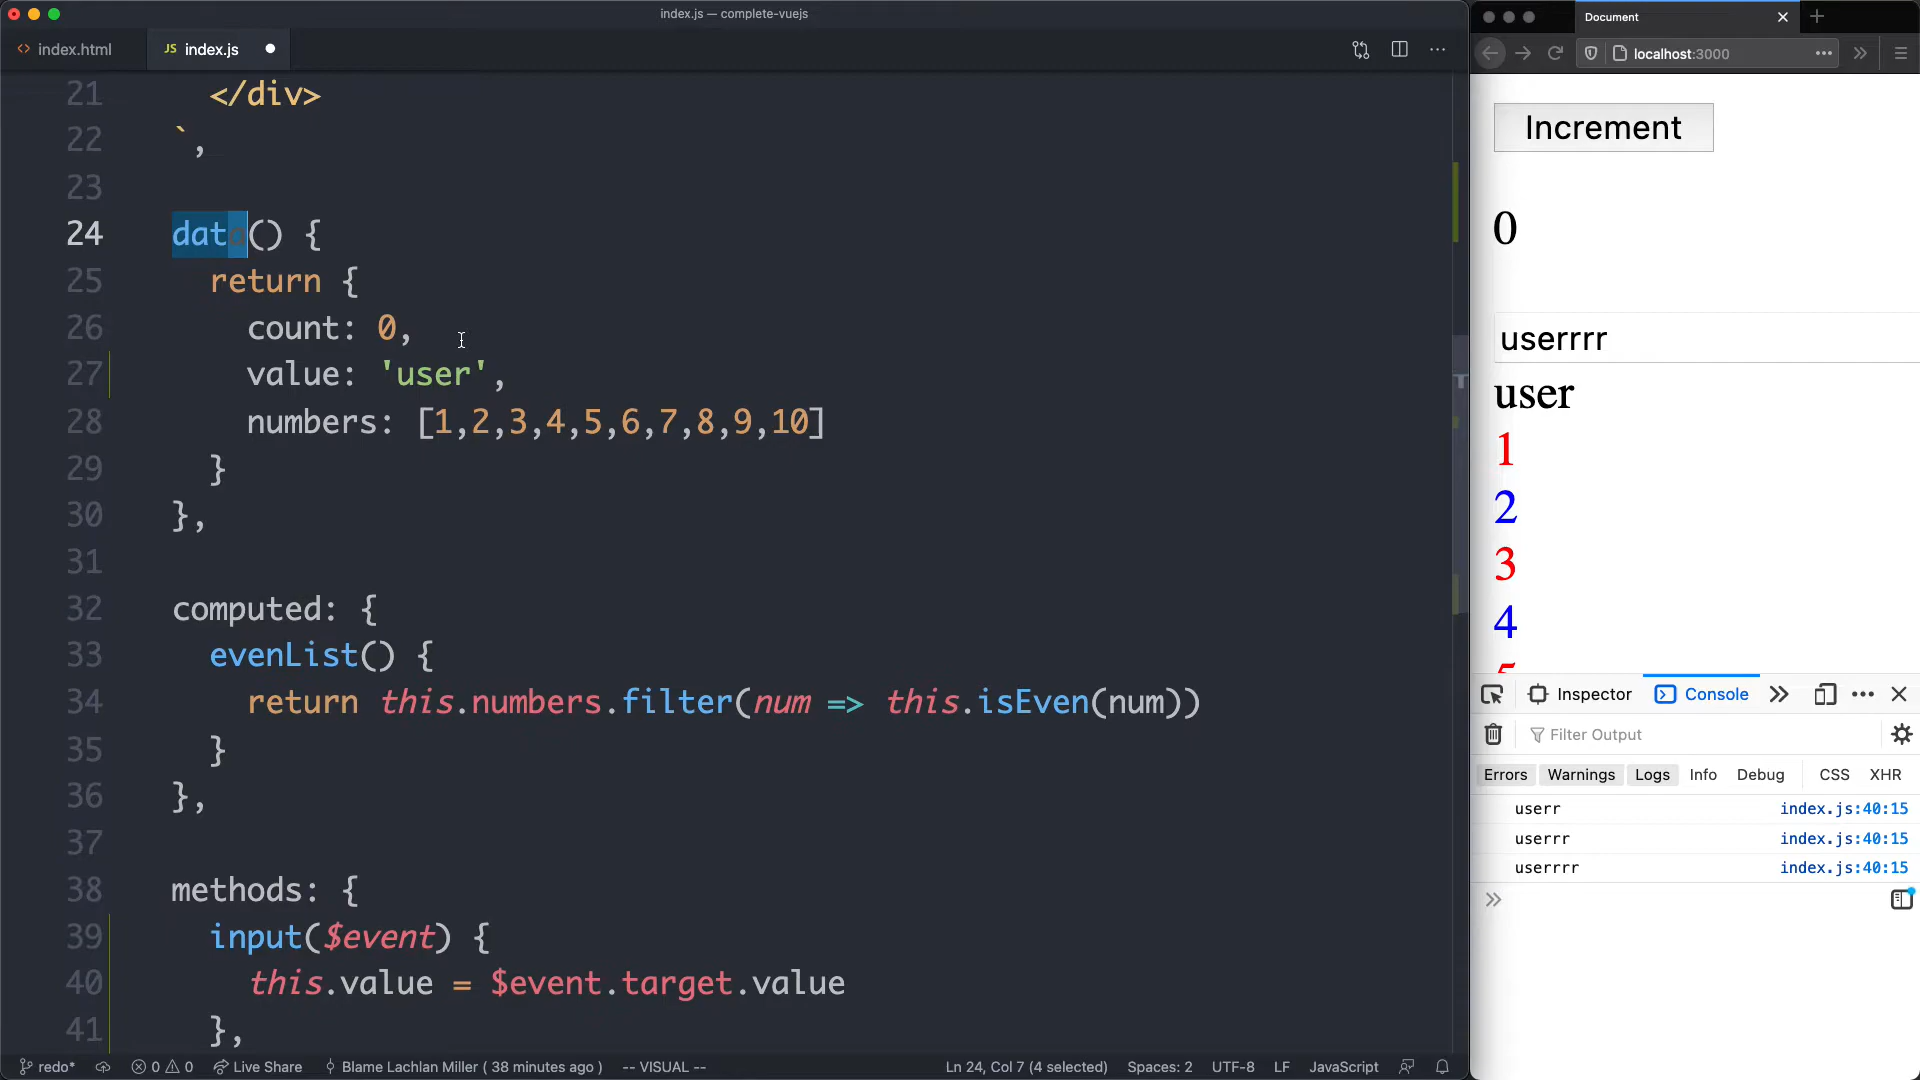 index.js — complete-vuejs
index.html
JS index.js
21 </div>
22 `,
23
24 data() {
25 return {
26 count: 0,
27 value: 'user',
28 numbers: [1,2,3,4,5,6,7,8,9,10]
29 }
30 },
31
32 computed: {
33 evenList() {
34 return this.numbers.filter(num => this.isEven(num))
35 }
36 },
37
38 methods: {
39 input($event) {
40 this.value = $event.target.value
41 },
redo* 0 0 Live Share Blame Lachlan Miller ( 38 minutes ago ) -- VISUAL -- Ln 24, Col 7 (4 selected) Spaces: 2 UTF-8 LF JavaScript
Document
localhost:3000
Increment
0
userrrr
user
1
2
3
4
5
Inspector Console
Filter Output
Errors Warnings Logs Info Debug CSS XHR
userr index.js:40:15
userrr index.js:40:15
userrrr index.js:40:15